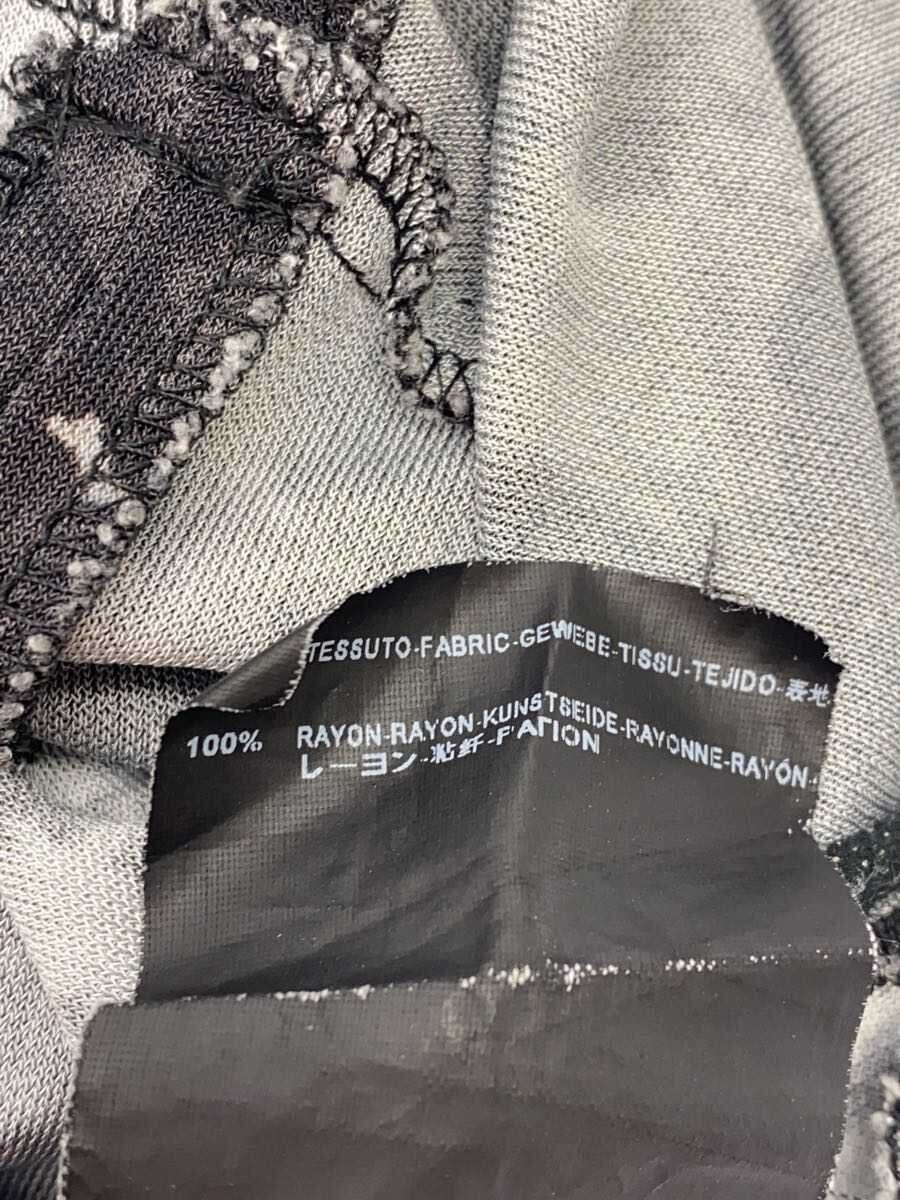 TESSUTO-FABRIC-GEWEBE-TISSU-TEJIDO-表地
100% RAYON-RAYON-KUNSTSEIDE-RAYONNE-RAYÓN-
レーヨン-粘纤-РАЙОN